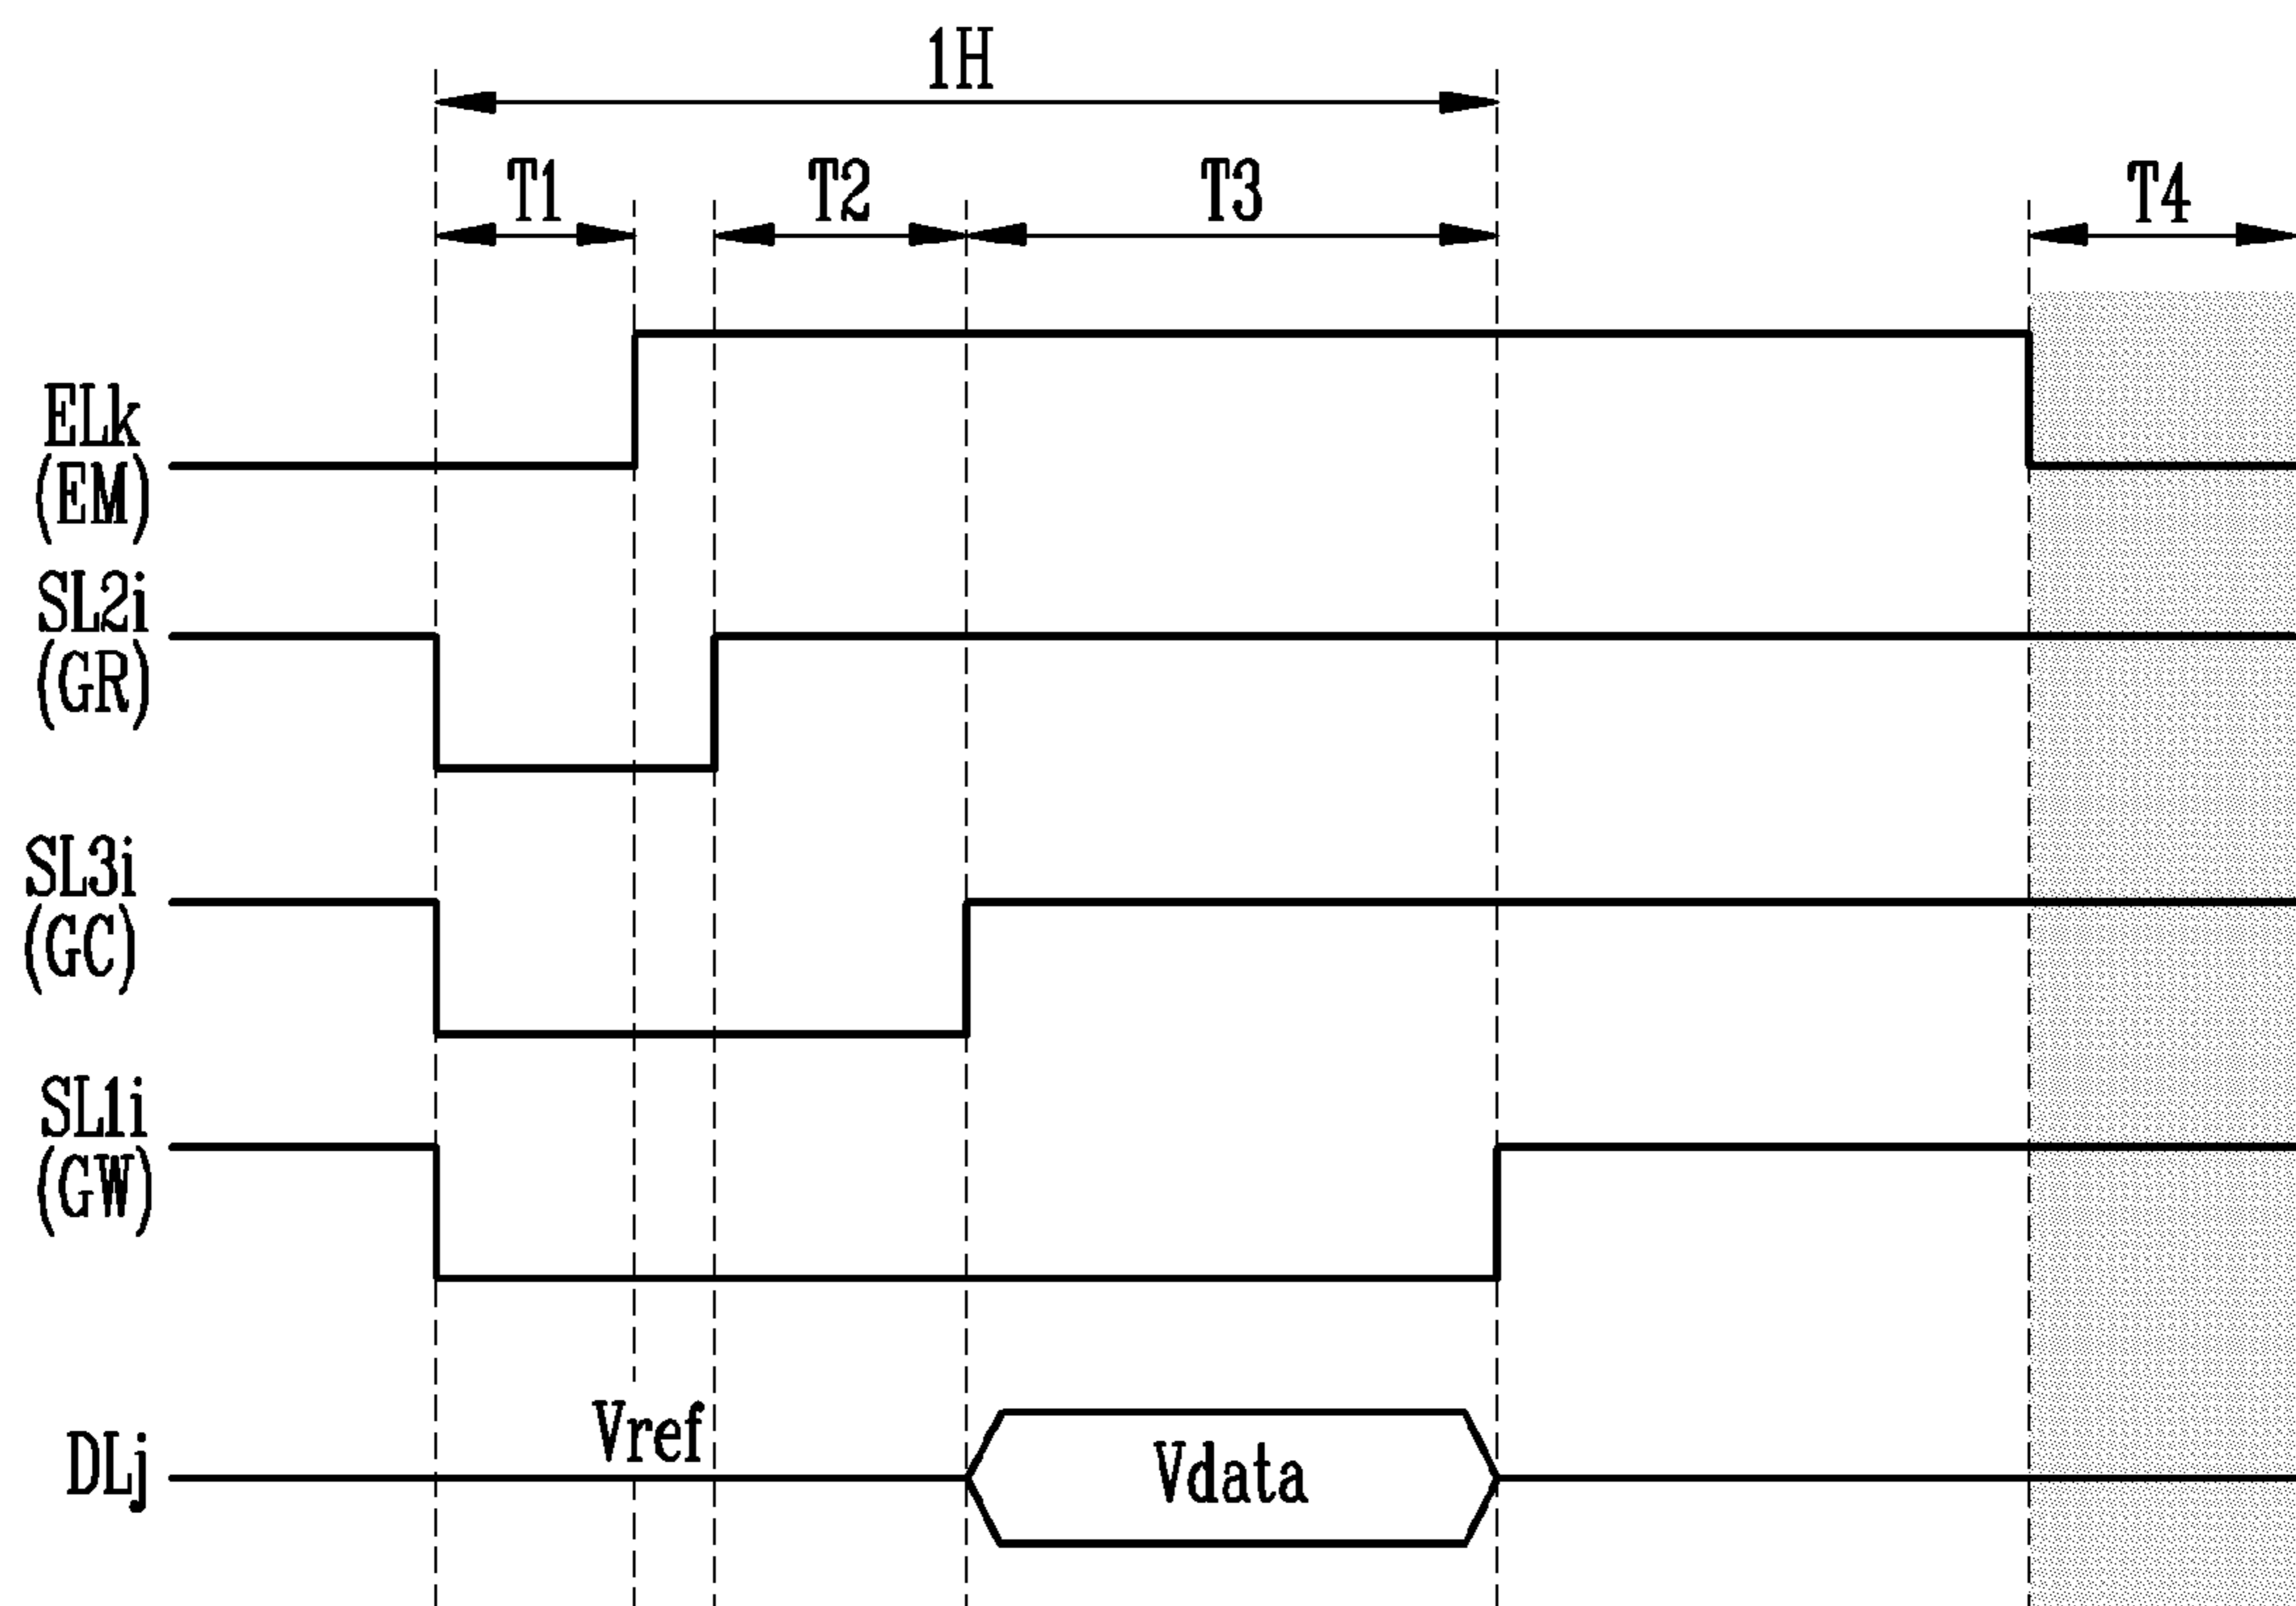 1H
T1
T2
T3
T4
ELk
(EM)
SL2i
(GR)
SL3i
(GC)
SL1i
(GW)
DLj
Vref
Vdata